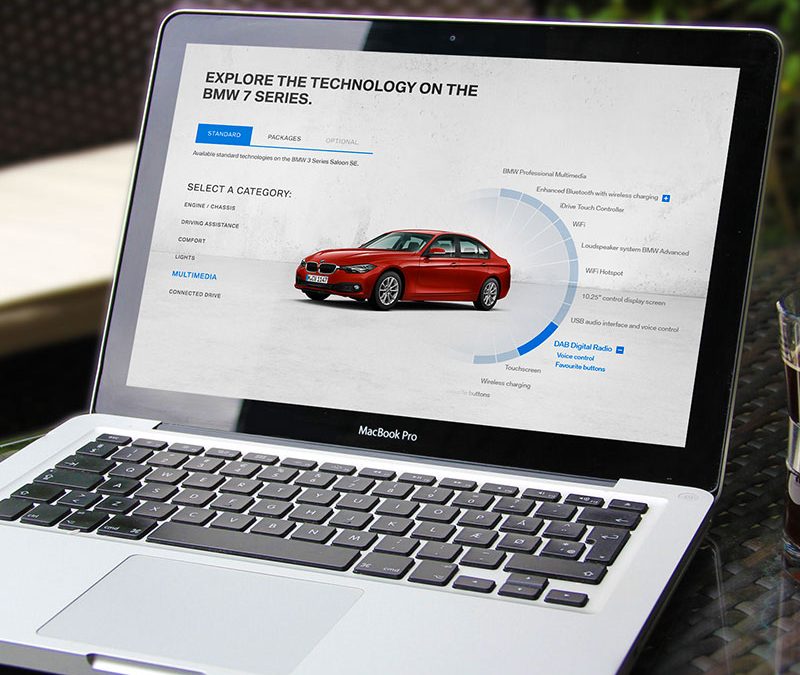 EXPLORE THE TECHNOLOGY ON THE
BMW 7 SERIES.
STANDARD
PACKAGES
OPTIONAL
Available standard technologies on the BMW 3 Series Saloon SE.
SELECT A CATEGORY:
ENGINE / CHASSIS
DRIVING ASSISTANCE
COMFORT
LIGHTS
MULTIMEDIA
CONNECTED DRIVE
BMW Professional Multimedia
Enhanced Bluetooth with wireless charging +
iDrive Touch Controller
WiFi
Loudspeaker system BMW Advanced
WiFi Hotspot
10.25" control display screen
USB audio interface and voice control
DAB Digital Radio
Voice control
Favourite buttons
Touchscreen
Wireless charging
buttons
MacBook Pro